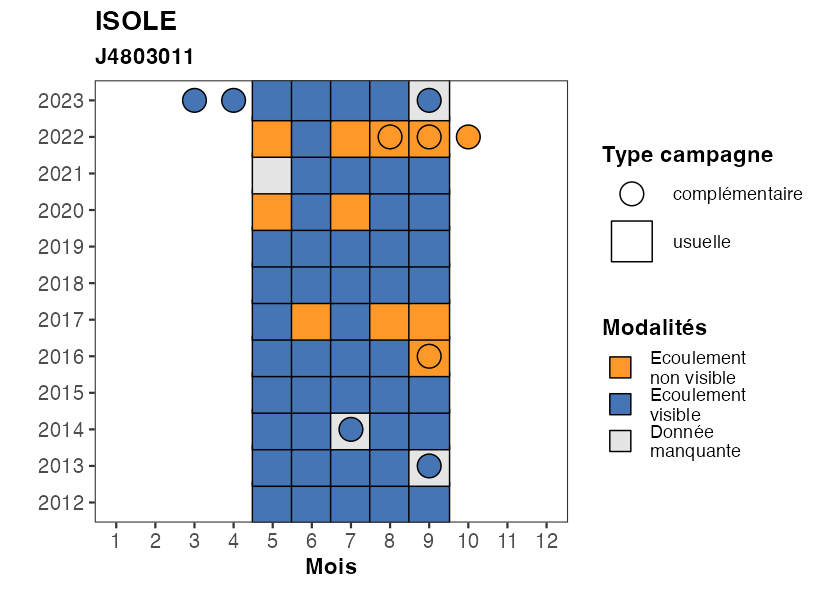 ISOLE
J4803011
2023
2022
2021
2020
2019
2018
2017
2016
2015
2014
2013
2012
1 2 3 4 5 6 7 8 9 10 11 12
Mois
Type campagne
complémentaire
usuelle
Modalités
Ecoulement
non visible
Ecoulement
visible
Donnée
manquante